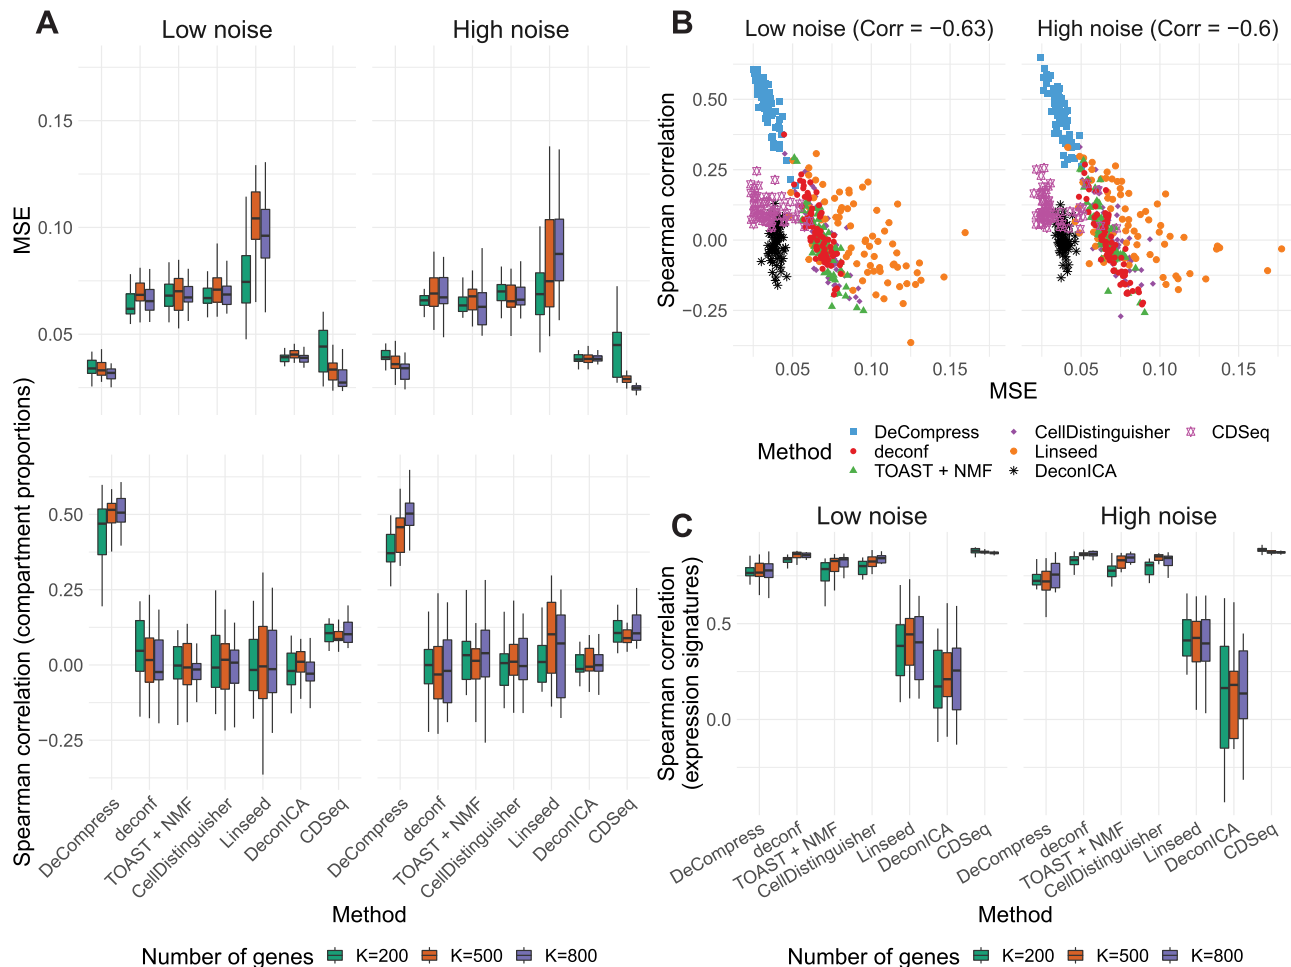 A
Low noise
High noise
MSE
0.15
0.10
0.05
Spearman correlation (compartment proportions)
0.50
0.25
0.00
−0.25
DeCompress
deconf
TOAST + NMF
CellDistinguisher
Linseed
DeconICA
CDSeq
DeCompress
deconf
TOAST + NMF
CellDistinguisher
Linseed
DeconICA
CDSeq
Method
Number of genes K=200 K=500 K=800
B
Low noise (Corr = −0.63)
High noise (Corr = −0.6)
Spearman correlation
0.50
0.25
0.00
−0.25
0.05 0.10 0.15
0.05 0.10 0.15
MSE
Method
DeCompress
deconf
TOAST + NMF
CellDistinguisher
Linseed
DeconICA
CDSeq
C
Low noise
High noise
Spearman correlation
(expression signatures)
0.5
0.0
DeCompress
deconf
TOAST + NMF
CellDistinguisher
Linseed
DeconICA
CDSeq
DeCompress
deconf
TOAST + NMF
CellDistinguisher
Linseed
DeconICA
CDSeq
Method
Number of genes K=200 K=500 K=800